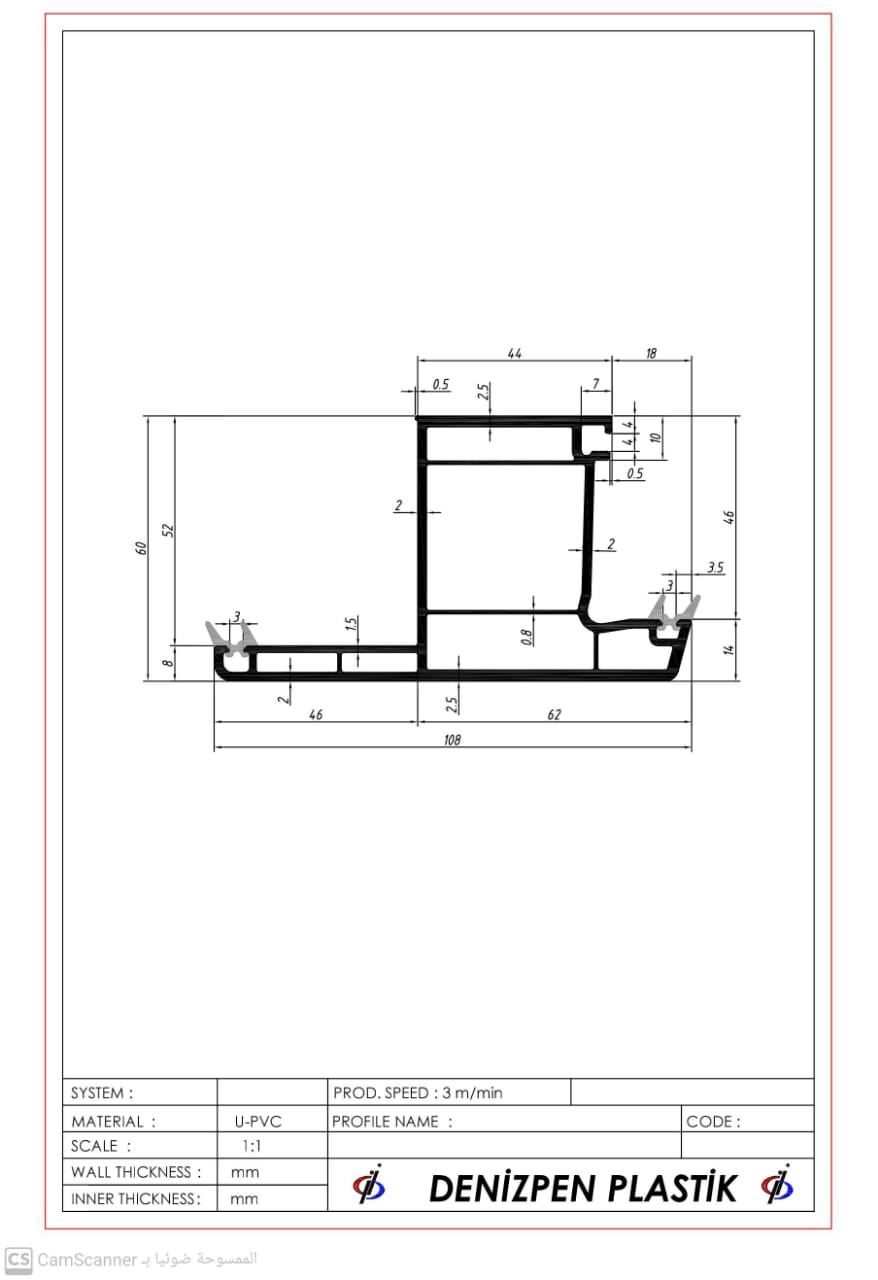 44
18
0.5
2.5
7
4
4
10
0.5
2
52
60
46
2
3.5
3
3
1.5
0.8
14
8
2
2.5
46
62
108
SYSTEM :
PROD. SPEED : 3 m/min
MATERIAL :
U-PVC
PROFILE NAME :
CODE :
SCALE :
1:1
WALL THICKNESS :
mm
INNER THICKNESS:
mm
DENİZPEN PLASTİK
CS CamScanner الممسوحة ضوئيا بـ